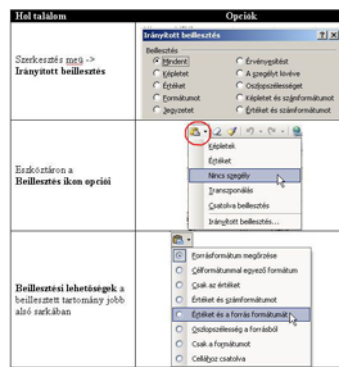 Hol találom
Opciók
Szerkesztés menü ->
Irányított beillesztés
Irányított beillesztés
Beillesztés
Mindent
Érvényesítést
Képletet
A szegélyt kivéve
Értéket
Oszlopszélességet
Formátumot
Képletet és számformátumot
Jegyzetet
Értéket és számformátumot
Eszköztáron a
Beillesztés ikon opciói
Képletek
Értéket
Nincs szegély
Transzponálás
Csatolva beillesztés
Irányított beillesztés...
Beillesztési lehetőségek a
beillesztett tartomány jobb
alsó sarkában
Forrásformátum megőrzése
Célformátummal egyező formátum
Csak az értéket
Értéket és számformátumot
Értéket és a forrás formátumát
Oszlopszélesség a forrásból
Csak a formátumot
Cellához csatolva